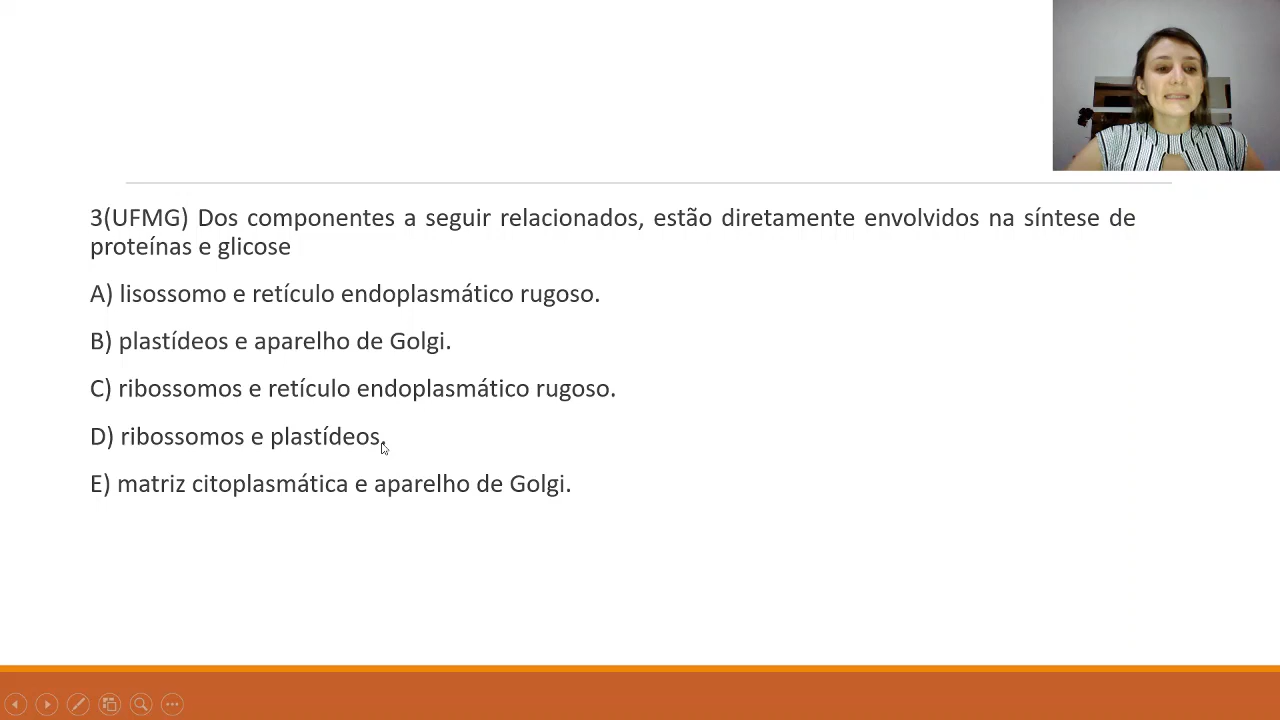 3(UFMG) Dos componentes a seguir relacionados, estão diretamente envolvidos na síntese de
proteínas e glicose
A) lisossomo e retículo endoplasmático rugoso.
B) plastídeos e aparelho de Golgi.
C) ribossomos e retículo endoplasmático rugoso.
D) ribossomos e plastídeos.
E) matriz citoplasmática e aparelho de Golgi.